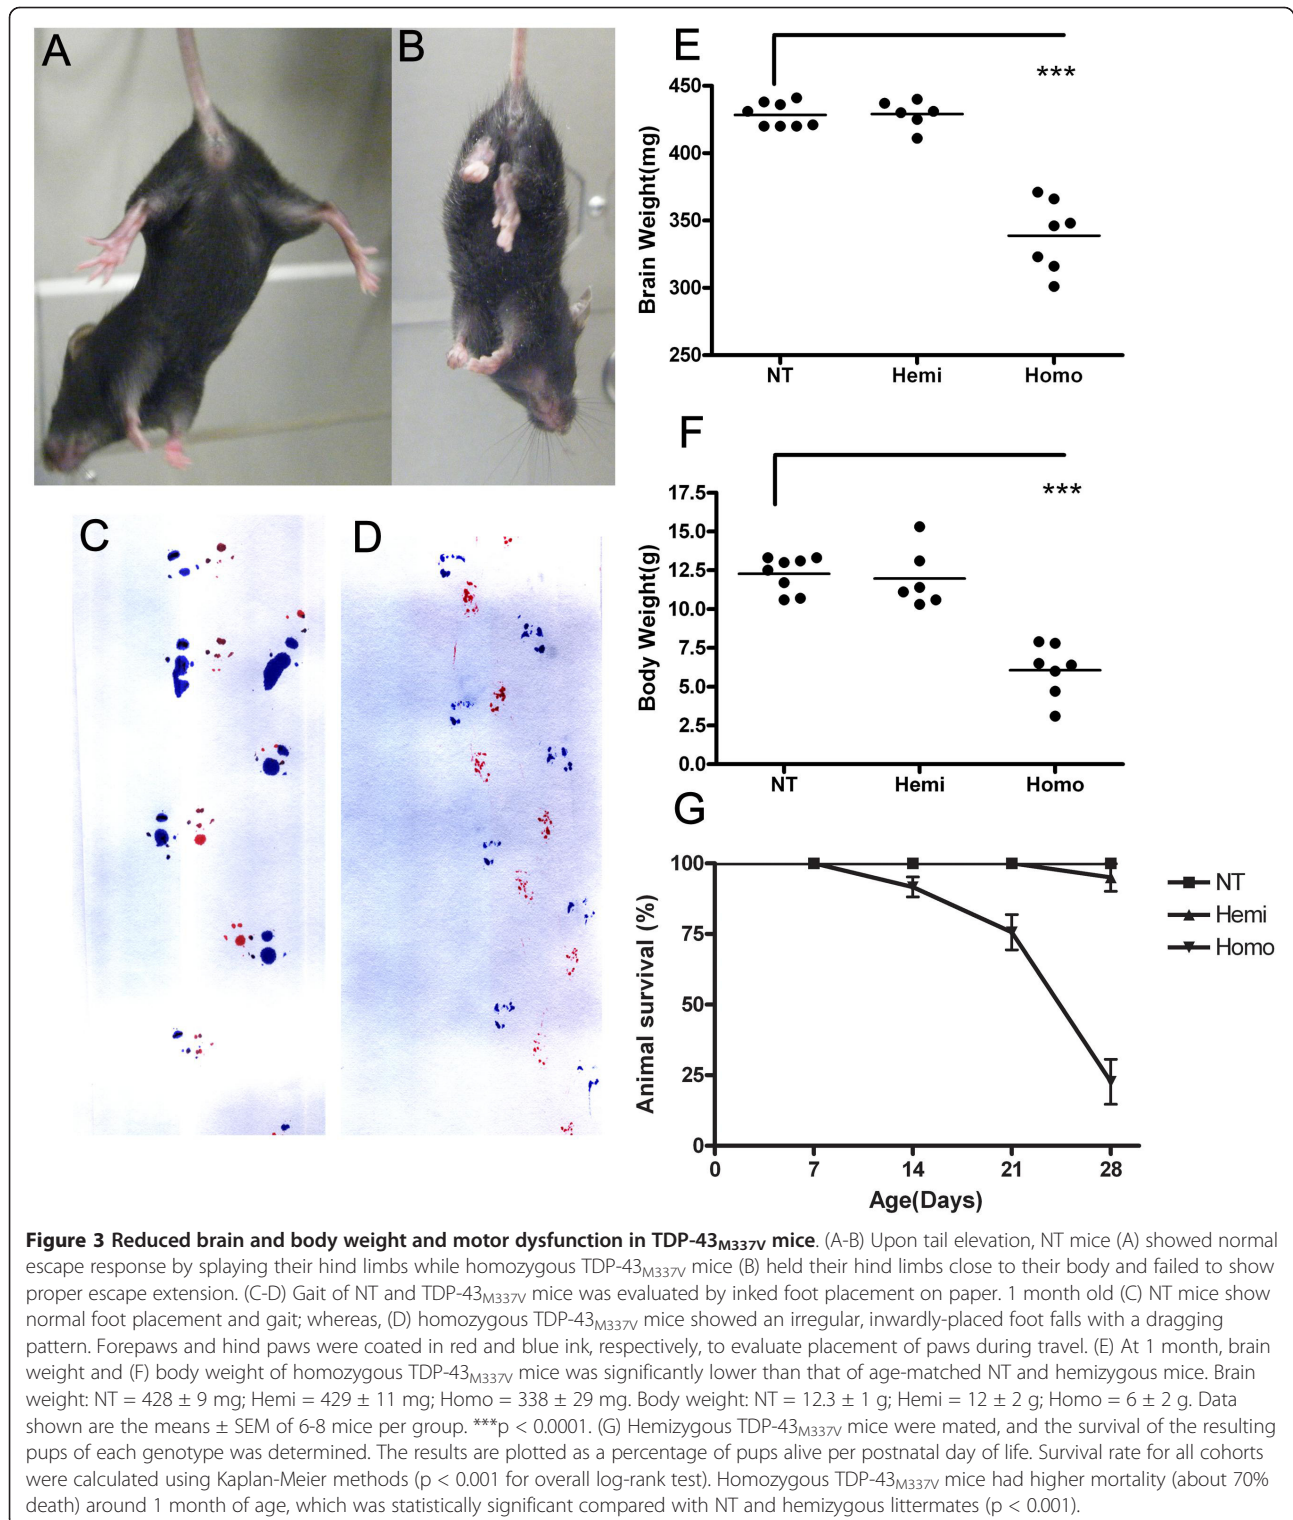 A
B
E
***
450
400
350
300
250
Brain Weight(mg)
NT Hemi Homo
F
***
17.5
15.0
12.5
10.0
7.5
5.0
2.5
0.0
Body Weight(g)
NT Hemi Homo
C
D
G
100
75
50
25
0
Animal survival (%)
0 7 14 21 28
Age(Days)
NT
Hemi
Homo
Figure 3 Reduced brain and body weight and motor dysfunction in TDP-43M337V mice. (A-B) Upon tail elevation, NT mice (A) showed normal
escape response by splaying their hind limbs while homozygous TDP-43M337V mice (B) held their hind limbs close to their body and failed to show
proper escape extension. (C-D) Gait of NT and TDP-43M337V mice was evaluated by inked foot placement on paper. 1 month old (C) NT mice show
normal foot placement and gait; whereas, (D) homozygous TDP-43M337V mice showed an irregular, inwardly-placed foot falls with a dragging
pattern. Forepaws and hind paws were coated in red and blue ink, respectively, to evaluate placement of paws during travel. (E) At 1 month, brain
weight and (F) body weight of homozygous TDP-43M337V mice was significantly lower than that of age-matched NT and hemizygous mice. Brain
weight: NT = 428 ± 9 mg; Hemi = 429 ± 11 mg; Homo = 338 ± 29 mg. Body weight: NT = 12.3 ± 1 g; Hemi = 12 ± 2 g; Homo = 6 ± 2 g. Data
shown are the means ± SEM of 6-8 mice per group. ***p < 0.0001. (G) Hemizygous TDP-43M337V mice were mated, and the survival of the resulting
pups of each genotype was determined. The results are plotted as a percentage of pups alive per postnatal day of life. Survival rate for all cohorts
were calculated using Kaplan-Meier methods (p < 0.001 for overall log-rank test). Homozygous TDP-43M337V mice had higher mortality (about 70%
death) around 1 month of age, which was statistically significant compared with NT and hemizygous littermates (p < 0.001).